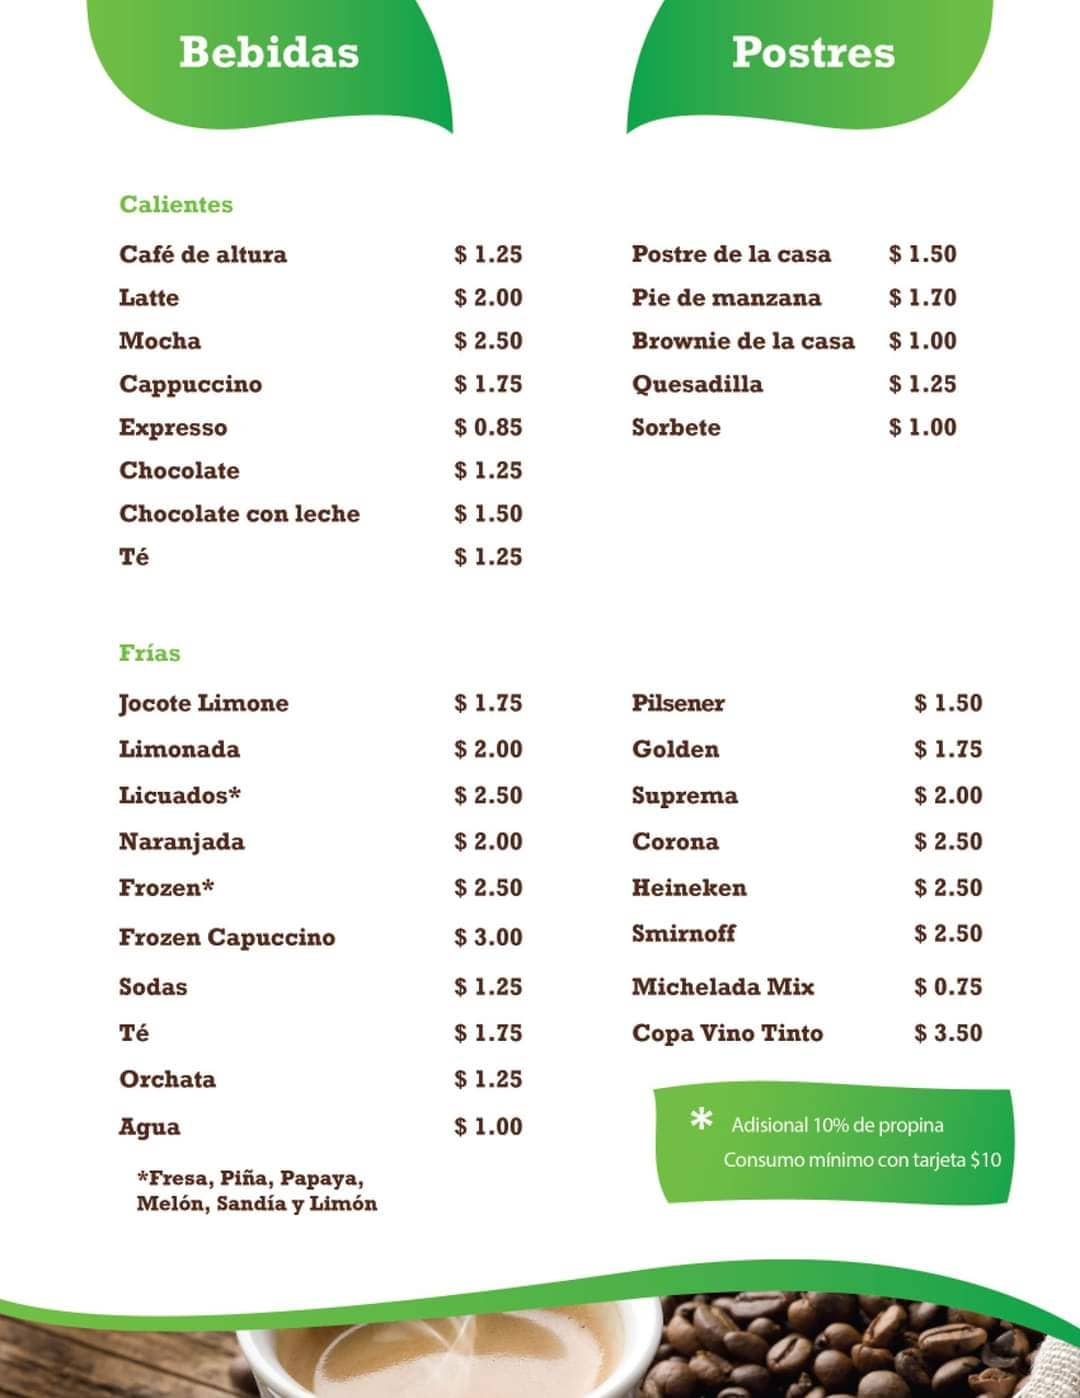 Bebidas
Postres
Calientes
Café de altura $ 1.25
Latte $ 2.00
Mocha $ 2.50
Cappuccino $ 1.75
Expresso $ 0.85
Chocolate $ 1.25
Chocolate con leche $ 1.50
Té $ 1.25
Postre de la casa $ 1.50
Pie de manzana $ 1.70
Brownie de la casa $ 1.00
Quesadilla $ 1.25
Sorbete $ 1.00
Frías
Jocote Limone $ 1.75
Limonada $ 2.00
Licuados* $ 2.50
Naranjada $ 2.00
Frozen* $ 2.50
Frozen Capuccino $ 3.00
Sodas $ 1.25
Té $ 1.75
Orchata $ 1.25
Agua $ 1.00
*Fresa, Piña, Papaya,
Melón, Sandía y Limón
Pilsener $ 1.50
Golden $ 1.75
Suprema $ 2.00
Corona $ 2.50
Heineken $ 2.50
Smirnoff $ 2.50
Michelada Mix $ 0.75
Copa Vino Tinto $ 3.50
* Adisional 10% de propina
Consumo mínimo con tarjeta $10